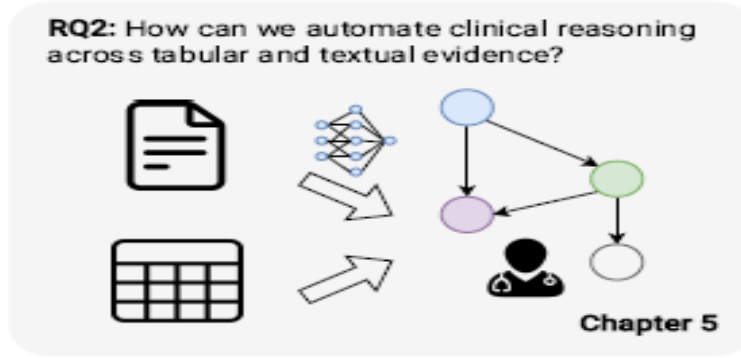 RQ2: How can we automate clinical reasoning
across tabular and textual evidence?
Chapter 5